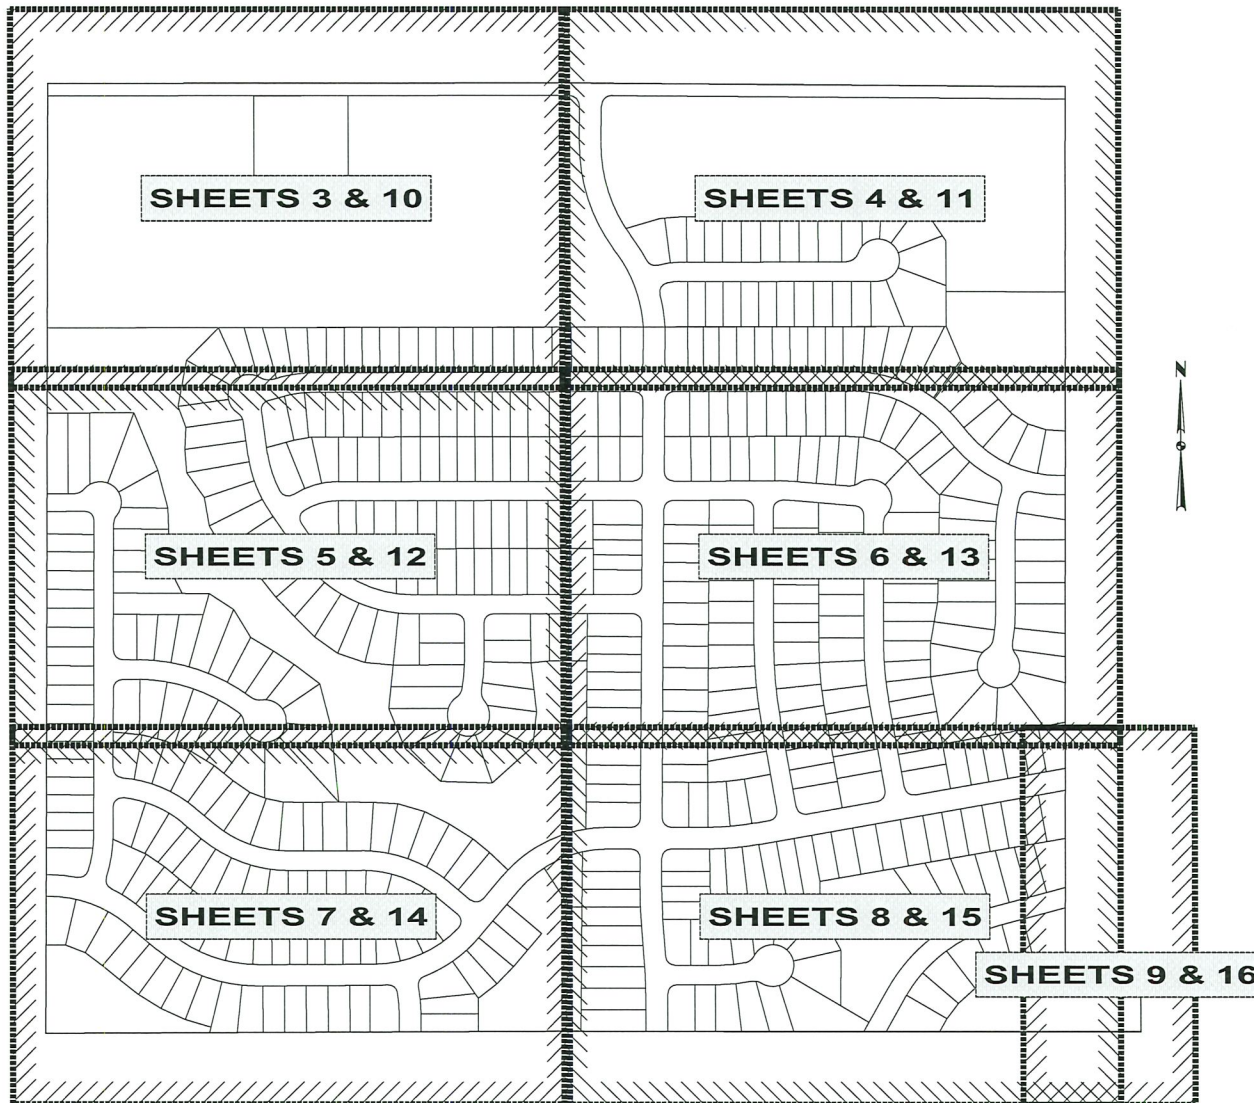 SHEETS 3 & 10
SHEETS 4 & 11
N
SHEETS 5 & 12
SHEETS 6 & 13
SHEETS 7 & 14
SHEETS 8 & 15
SHEETS 9 & 16